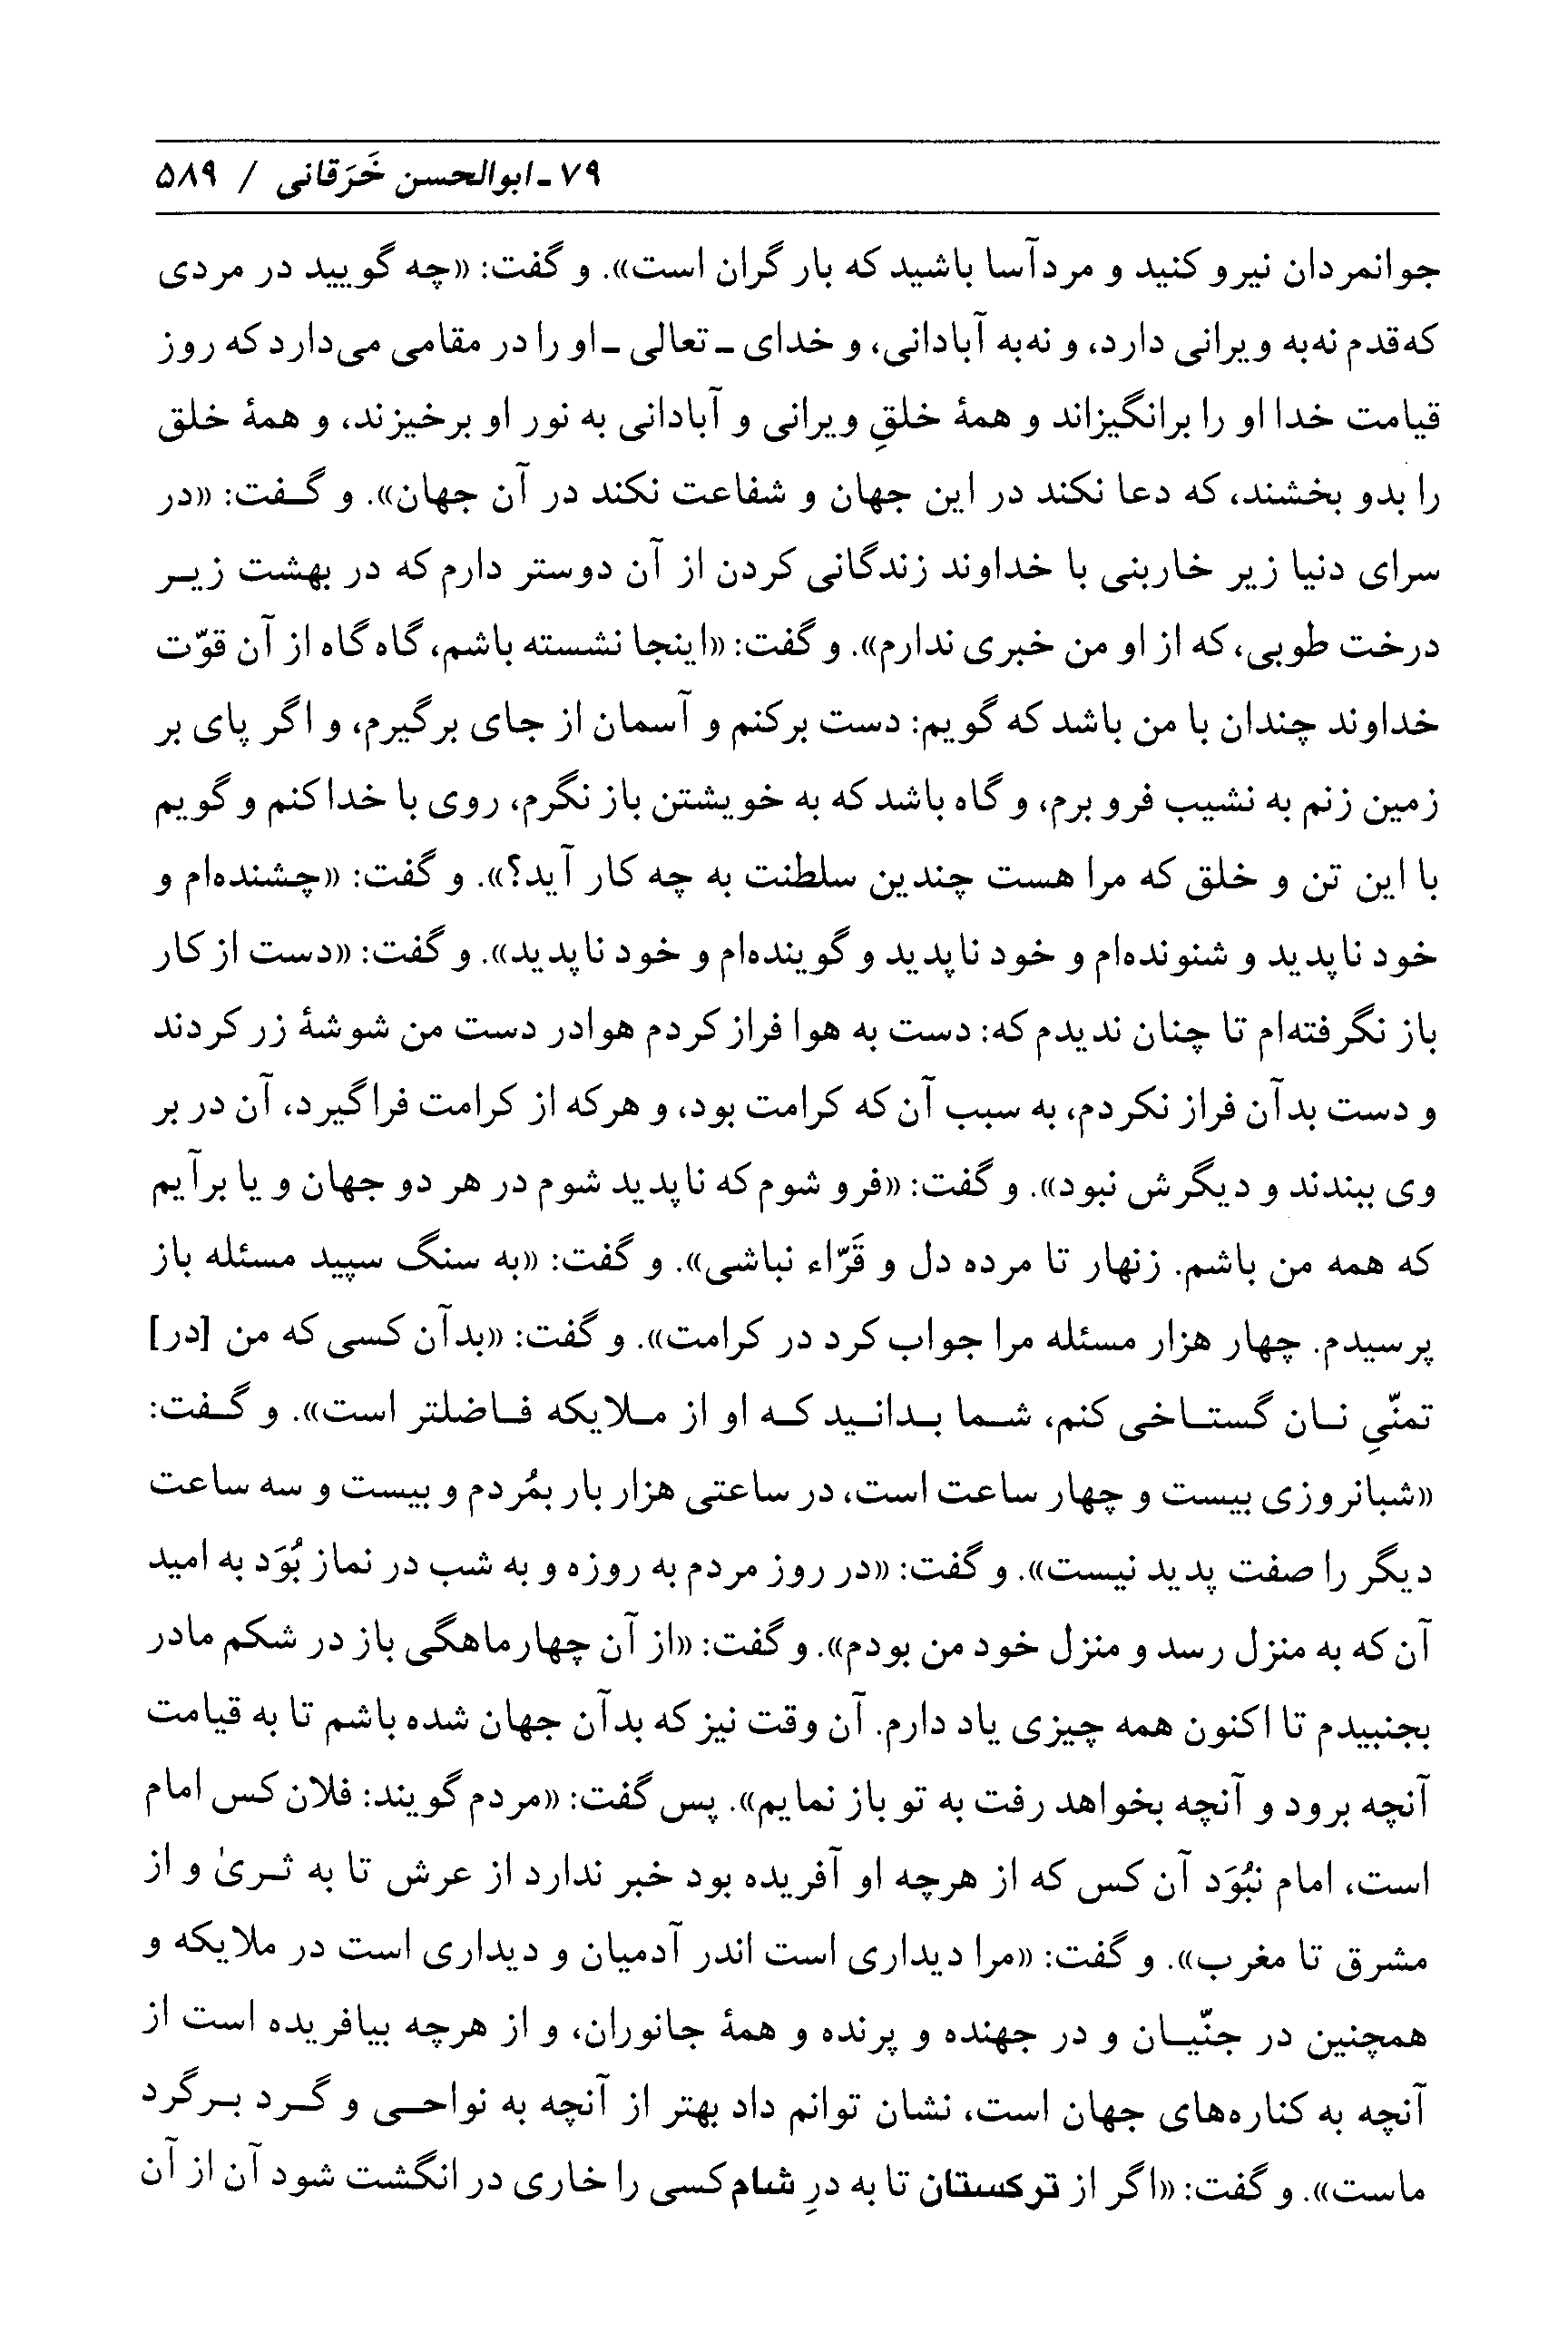 ۷۹ ـ ابوالحسن خَرَقانی / ۵۸۹
جوانمردان نیرو کنید و مردآسا باشید که بار گران است». و گفت: «چه گویید در مردی
که‌قدم نه‌به ویرانی دارد، و نه‌به آبادانی، و خدای ـ تعالی ـ او را در مقامی می‌دارد که روز
قیامت خدا او را برانگیزاند و همهٔ خلقِ ویرانی و آبادانی به نور او برخیزند، و همهٔ خلق
را بدو بخشند، که دعا نکند در این جهان و شفاعت نکند در آن جهان». و گفت: «در
سرای دنیا زیر خاربنی با خداوند زندگانی کردن از آن دوستر دارم که در بهشت زیر
درخت طوبی، که از او من خبری ندارم». و گفت: «اینجا نشسته باشم، گاه گاه از آن قوّت
خداوند چندان با من باشد که گویم: دست برکنم و آسمان از جای برگیرم، و اگر پای بر
زمین زنم به نشیب فرو برم، و گاه باشد که به خویشتن باز نگرم، روی با خدا کنم و گویم
با این تن و خلق که مرا هست چندین سلطنت به چه کار آید؟». و گفت: «چشنده‌ام و
خود ناپدید و شنونده‌ام و خود ناپدید و گوینده‌ام و خود ناپدید». و گفت: «دست از کار
باز نگرفته‌ام تا چنان ندیدم که: دست به هوا فراز کردم هوادر دست من شوشهٔ زر کردند
و دست بدآن فراز نکردم، به سبب آن که کرامت بود، و هرکه از کرامت فراگیرد، آن در بر
وی ببندند و دیگرش نبود». و گفت: «فرو شوم که ناپدید شوم در هر دو جهان و یا برآیم
که همه من باشم. زنهار تا مرده دل و قَرّاء نباشی». و گفت: «به سنگ سپید مسئله باز
پرسیدم. چهار هزار مسئله مرا جواب کرد در کرامت». و گفت: «بدآن کسی که من [در]
تمنّیِ نان گستاخی کنم، شما بدانید که او از ملایکه فاضلتر است». و گفت:
«شبانروزی بیست و چهار ساعت است، در ساعتی هزار بار بمُردم و بیست و سه ساعت
دیگر را صفت پدید نیست». و گفت: «در روز مردم به روزه و به شب در نماز بُوَد به امید
آن که به منزل رسد و منزل خود من بودم». و گفت: «از آن چهارماهگی باز در شکم مادر
بجنبیدم تا اکنون همه چیزی یاد دارم. آن وقت نیز که بدآن جهان شده باشم تا به قیامت
آنچه برود و آنچه بخواهد رفت به تو باز نمایم». پس گفت: «مردم گویند: فلان کس امام
است، امام نبُوَد آن کس که از هرچه او آفریده بود خبر ندارد از عرش تا به ثریٰ و از
مشرق تا مغرب». و گفت: «مرا دیداری است اندر آدمیان و دیداری است در ملایکه و
همچنین در جنّیان و در جهنده و پرنده و همهٔ جانوران، و از هرچه بیافریده است از
آنچه به کناره‌های جهان است، نشان توانم داد بهتر از آنچه به نواحی و گرد برگرد
ماست». و گفت: «اگر از ترکستان تا به درِ شام کسی را خاری در انگشت شود آن از آن